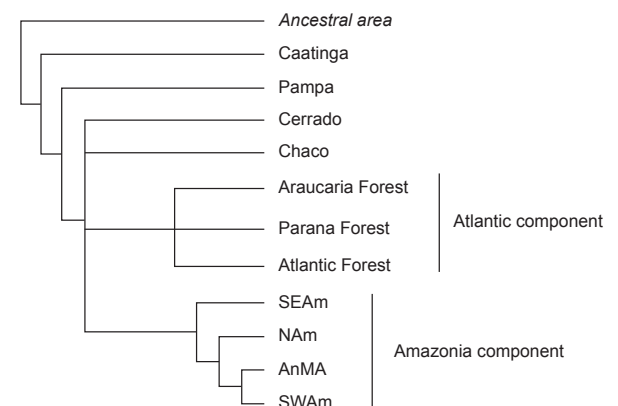 Ancestral area
Caatinga
Pampa
Cerrado
Chaco
Araucaria Forest
Parana Forest
Atlantic Forest
Atlantic component
SEAm
NAm
AnMA
SWAm
Amazonia component